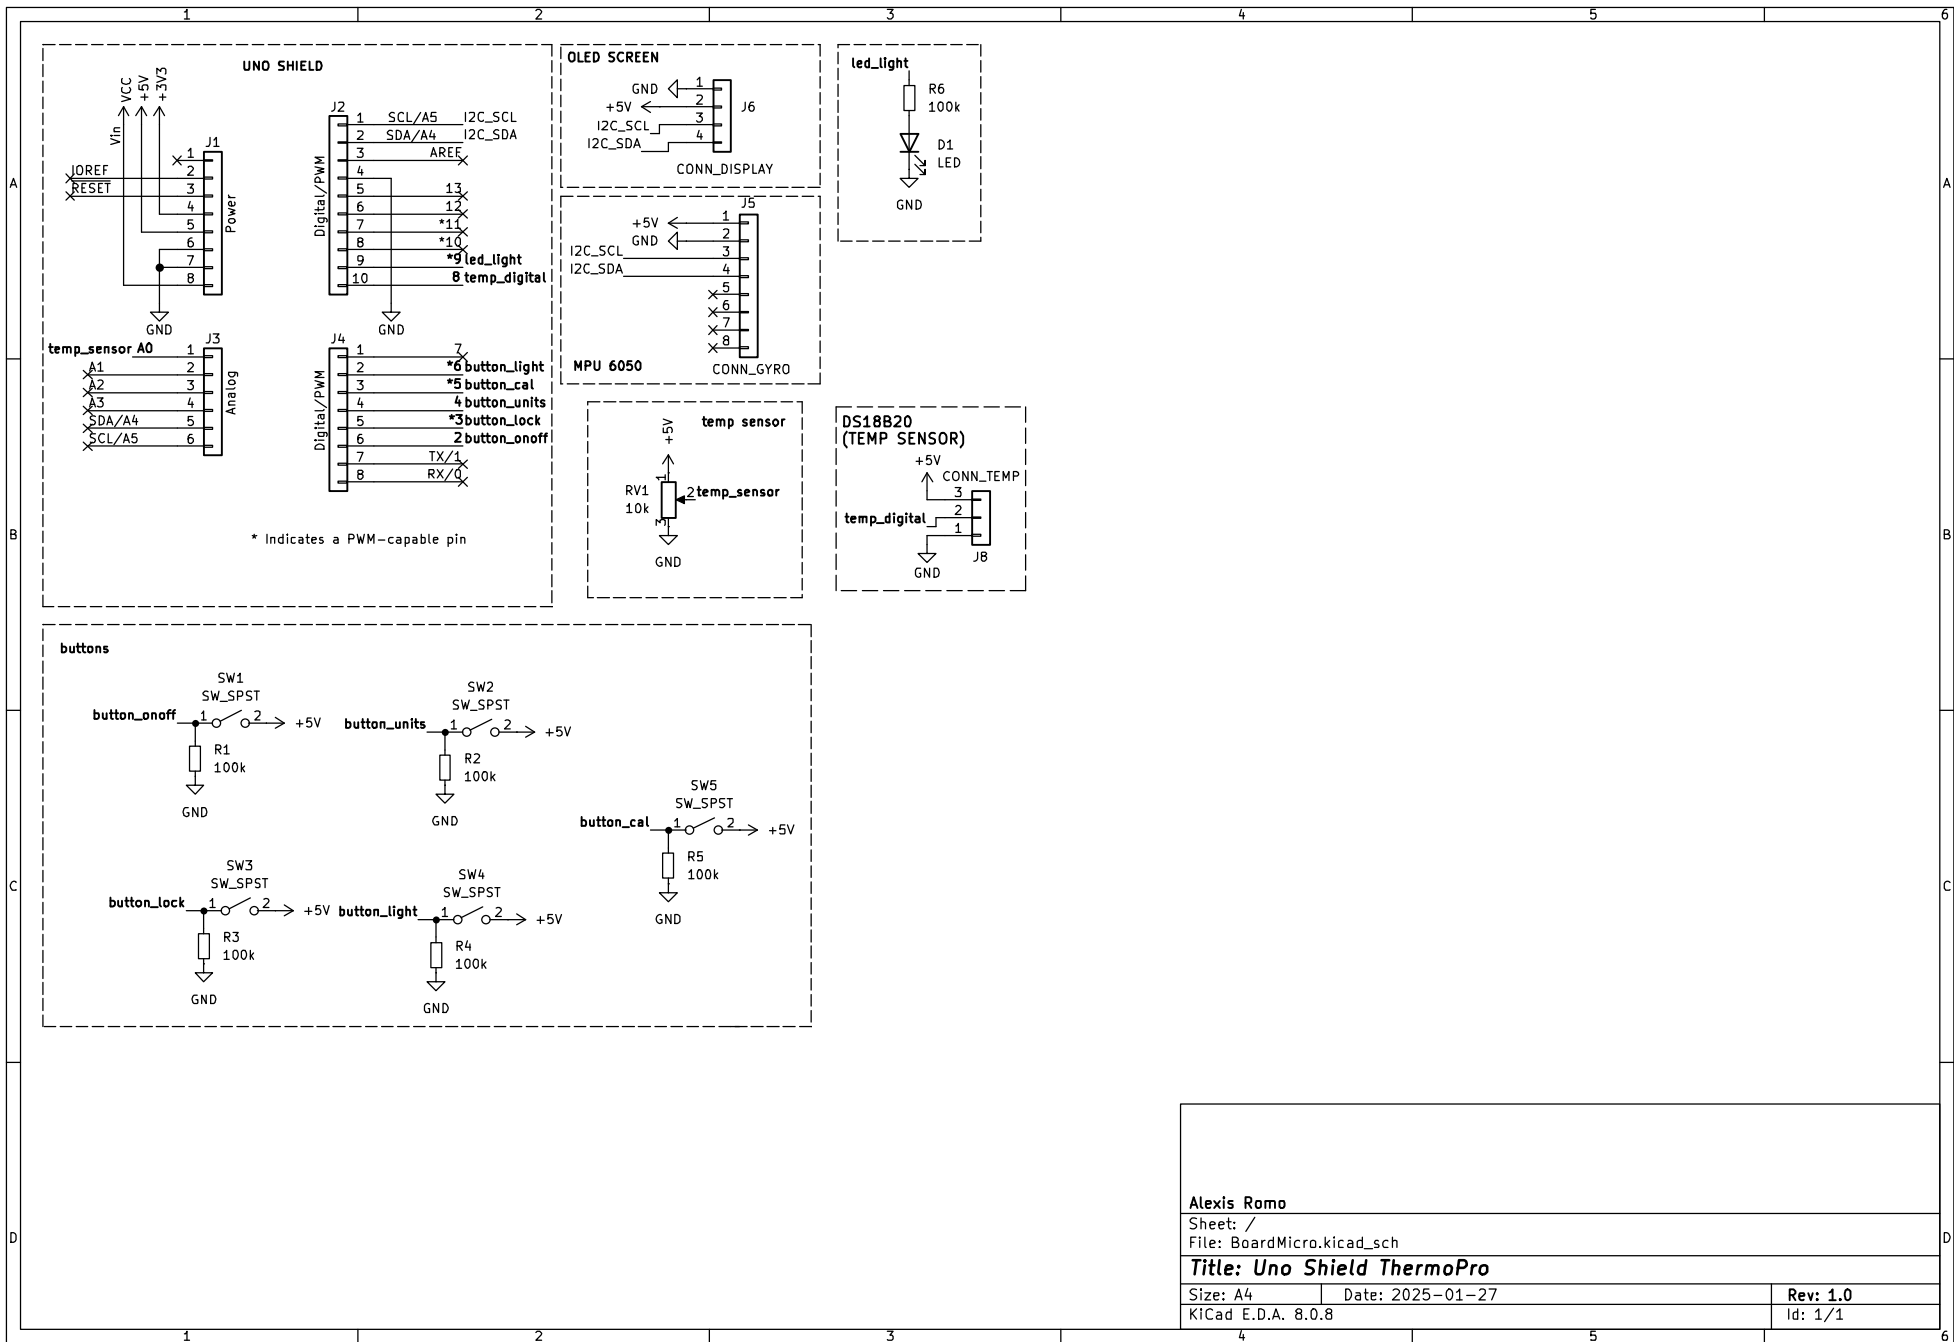 1 2 3 4 5 6
A
B
C
D
UNO SHIELD
VCC
+5V
+3V3
Vin
J1
1
IOREF 2
RESET 3
4
5
6
7
8
Power
GND
J2
Digital/PWM
1 SCL/A5 I2C_SCL
2 SDA/A4 I2C_SDA
3 AREF
4
5 13
6 12
7 *11
8 *10
9 *9 led_light
10 8 temp_digital
GND
J3
temp_sensor A0 1
A1 2
A2 3
A3 4
SDA/A4 5
SCL/A5 6
Analog
J4
Digital/PWM
1 7
2 *6 button_light
3 *5 button_cal
4 4 button_units
5 *3 button_lock
6 2 button_onoff
7 TX/1
8 RX/0
* Indicates a PWM-capable pin
OLED SCREEN
GND 1
+5V 2
I2C_SCL 3
I2C_SDA 4
J6
CONN_DISPLAY
J5
+5V 1
GND 2
I2C_SCL 3
I2C_SDA 4
5
6
7
8
MPU 6050
CONN_GYRO
led_light
R6
100k
D1
LED
GND
temp sensor
+5V
1
RV1
10k
2 temp_sensor
3
GND
DS18B20
(TEMP SENSOR)
+5V
CONN_TEMP
3
temp_digital 2
1
GND
J8
buttons
SW1
SW_SPST
button_onoff 1 2 +5V
R1
100k
GND
SW2
SW_SPST
button_units 1 2 +5V
R2
100k
GND
SW5
SW_SPST
button_cal 1 2 +5V
R5
100k
GND
SW3
SW_SPST
button_lock 1 2 +5V
R3
100k
GND
SW4
SW_SPST
button_light 1 2 +5V
R4
100k
GND
Alexis Romo
Sheet: /
File: BoardMicro.kicad_sch
Title: Uno Shield ThermoPro
Size: A4 Date: 2025-01-27 Rev: 1.0
KiCad E.D.A. 8.0.8 Id: 1/1
A
B
C
D
1 2 3 4 5 6